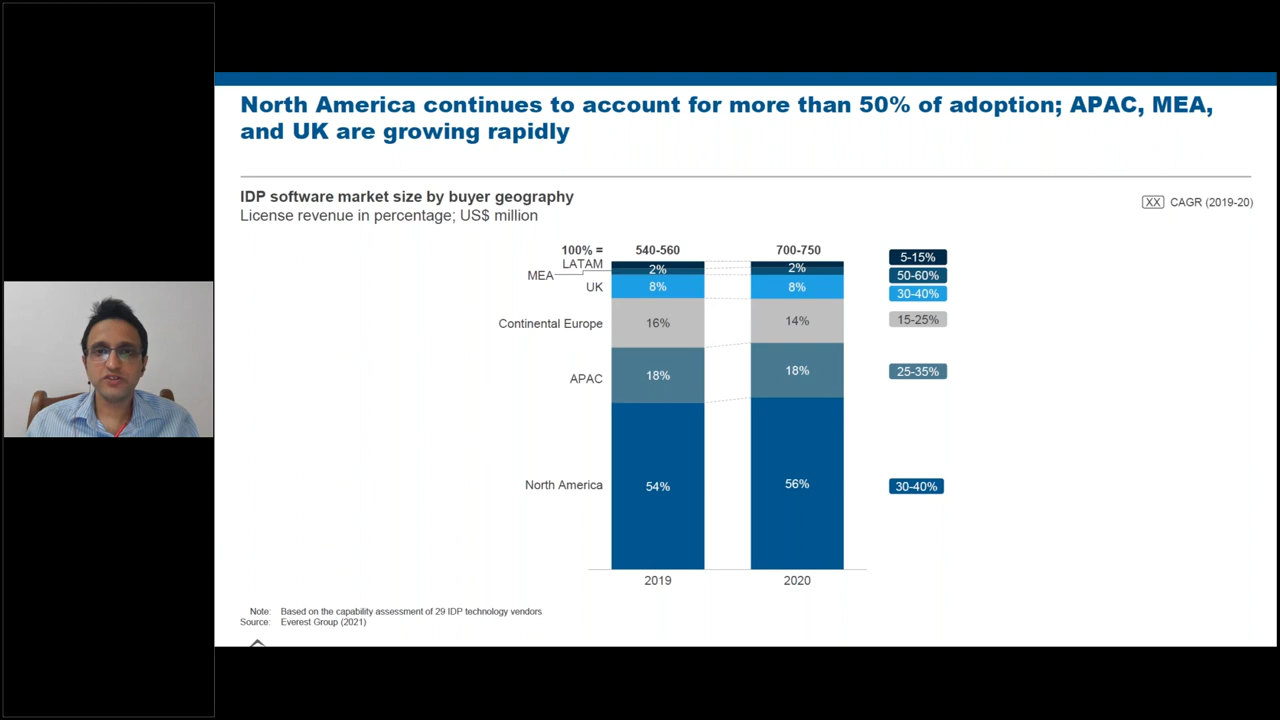 North America continues to account for more than 50% of adoption; APAC, MEA,
and UK are growing rapidly
IDP software market size by buyer geography
License revenue in percentage; US$ million
XX CAGR (2019-20)
100% = 540-560 700-750
LATAM 5-15%
MEA 2% 2% 50-60%
UK 8% 8% 30-40%
Continental Europe 16% 14% 15-25%
APAC 18% 18% 25-35%
North America 54% 56% 30-40%
2019 2020
Note: Based on the capability assessment of 29 IDP technology vendors
Source: Everest Group (2021)